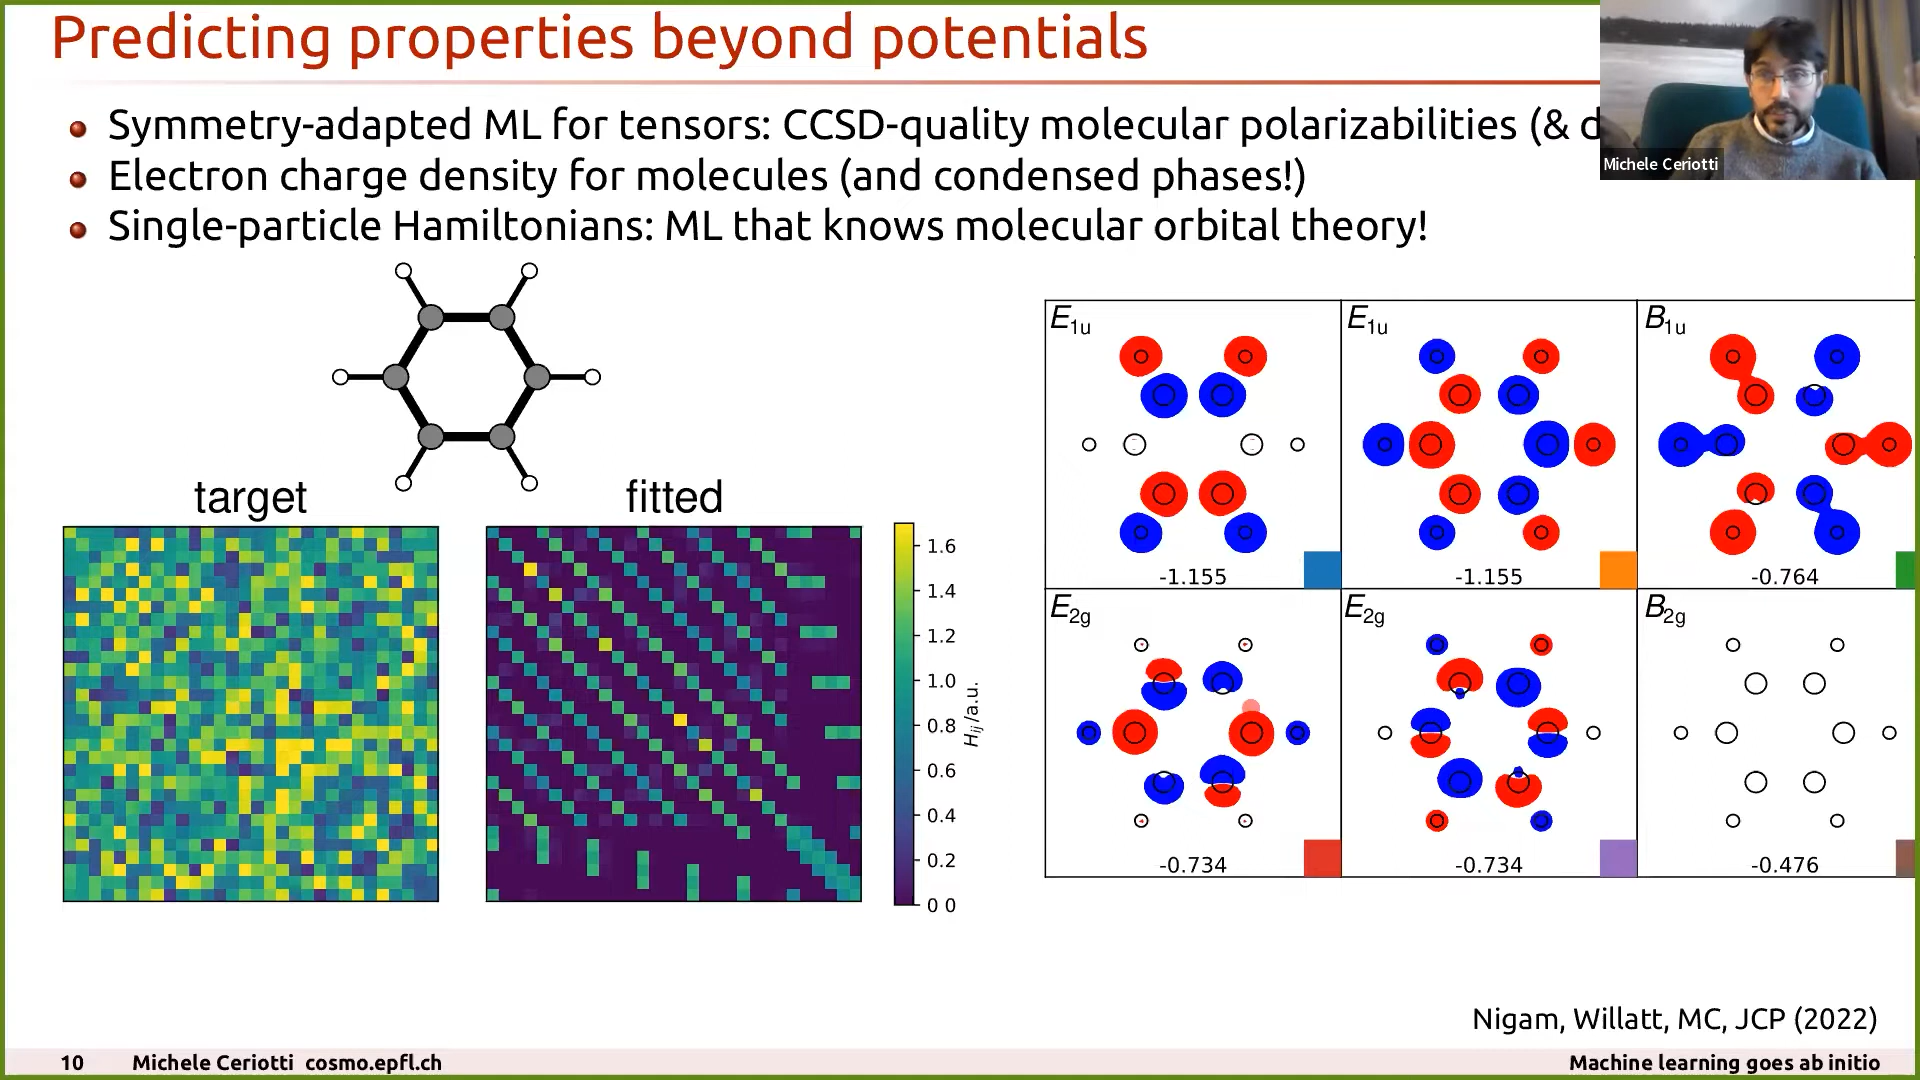 Predicting properties beyond potentials
Symmetry-adapted ML for tensors: CCSD-quality molecular polarizabilities (& d
Electron charge density for molecules (and condensed phases!)
Single-particle Hamiltonians: ML that knows molecular orbital theory!
Michele Ceriotti
target
fitted
1.6
1.4
1.2
1.0
0.8
0.6
0.4
0.2
0 0
Hij/a.u.
E1u
-1.155
E1u
-1.155
B1u
-0.764
E2g
-0.734
E2g
-0.734
B2g
-0.476
Nigam, Willatt, MC, JCP (2022)
10 Michele Ceriotti cosmo.epfl.ch Machine learning goes ab initio